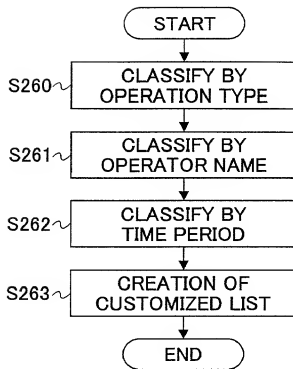 START
S260
CLASSIFY BY
OPERATION TYPE
S261
CLASSIFY BY
OPERATOR NAME
S262
CLASSIFY BY
TIME PERIOD
S263
CREATION OF
CUSTOMIZED LIST
END